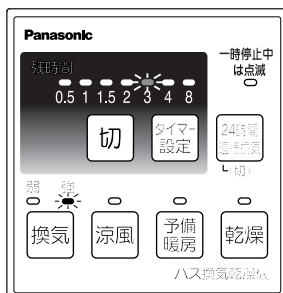 Panasonic
一時停止中
は点滅
残時間
0.5 1 1.5 2 3 4 8
切
タイマー
設定
24時間
(切)
弱 強
換気
涼風
予備
暖房
乾燥
バス換気乾燥機